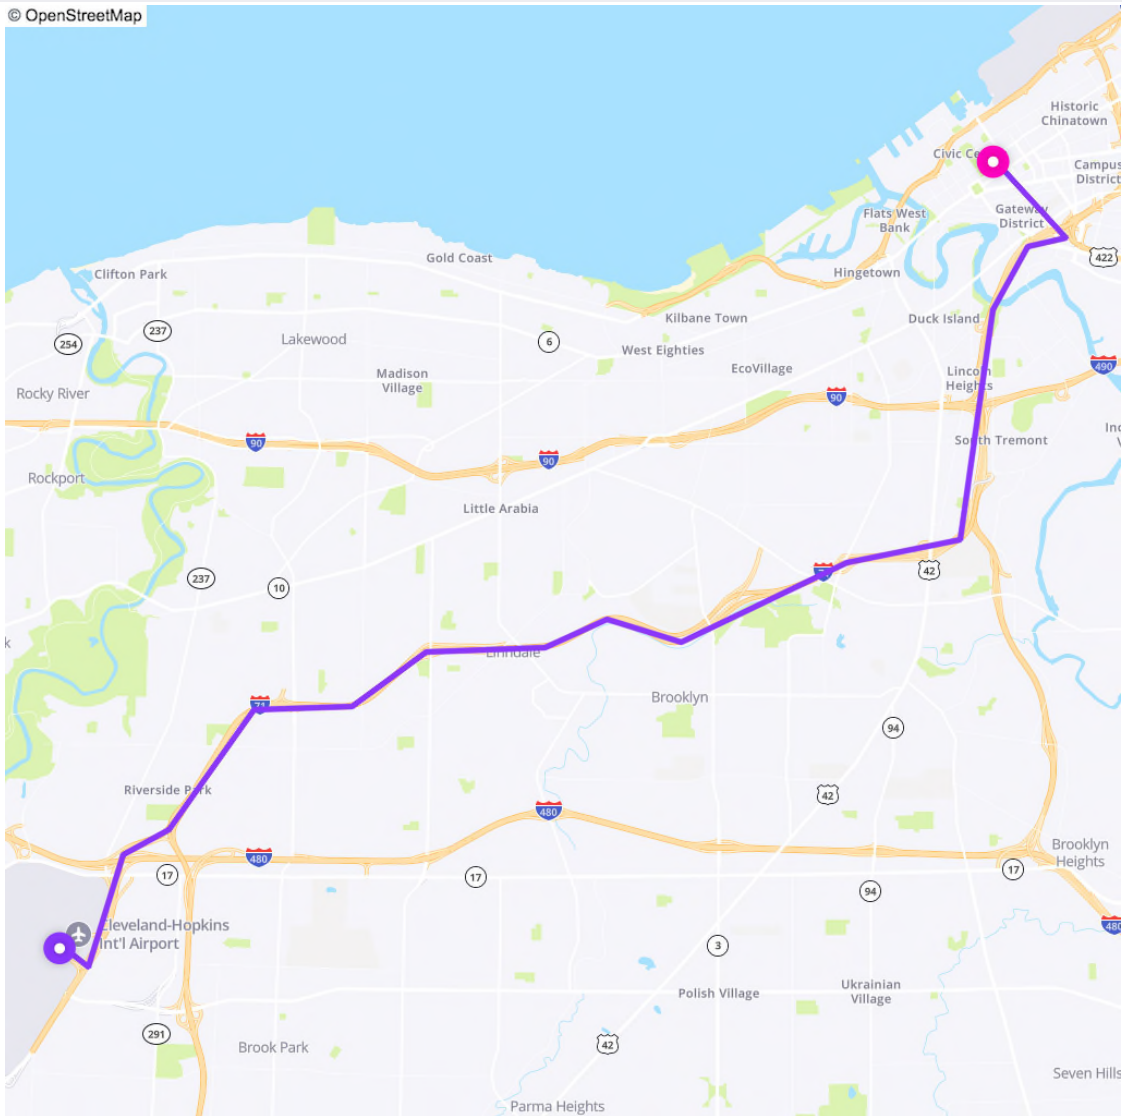 © OpenStreetMap
Historic
Chinatown
Civic Ce
Campus
District
Flats West
Bank
Gateway
District
422
Gold Coast
Hingetown
Clifton Park
Kilbane Town
Duck Island
237
254
Lakewood
6
West Eighties
490
EcoVillage
Madison
Village
Lincoln
Heights
Rocky River
90
90
90
South Tremont
Rockport
Little Arabia
237
10
42
Linndale
Brooklyn
71
94
Riverside Park
42
480
480
Brooklyn
Heights
17
17
17
94
480
Cleveland-Hopkins
Int'l Airport
3
Ukrainian
Village
Polish Village
291
42
Brook Park
Seven Hills
Parma Heights